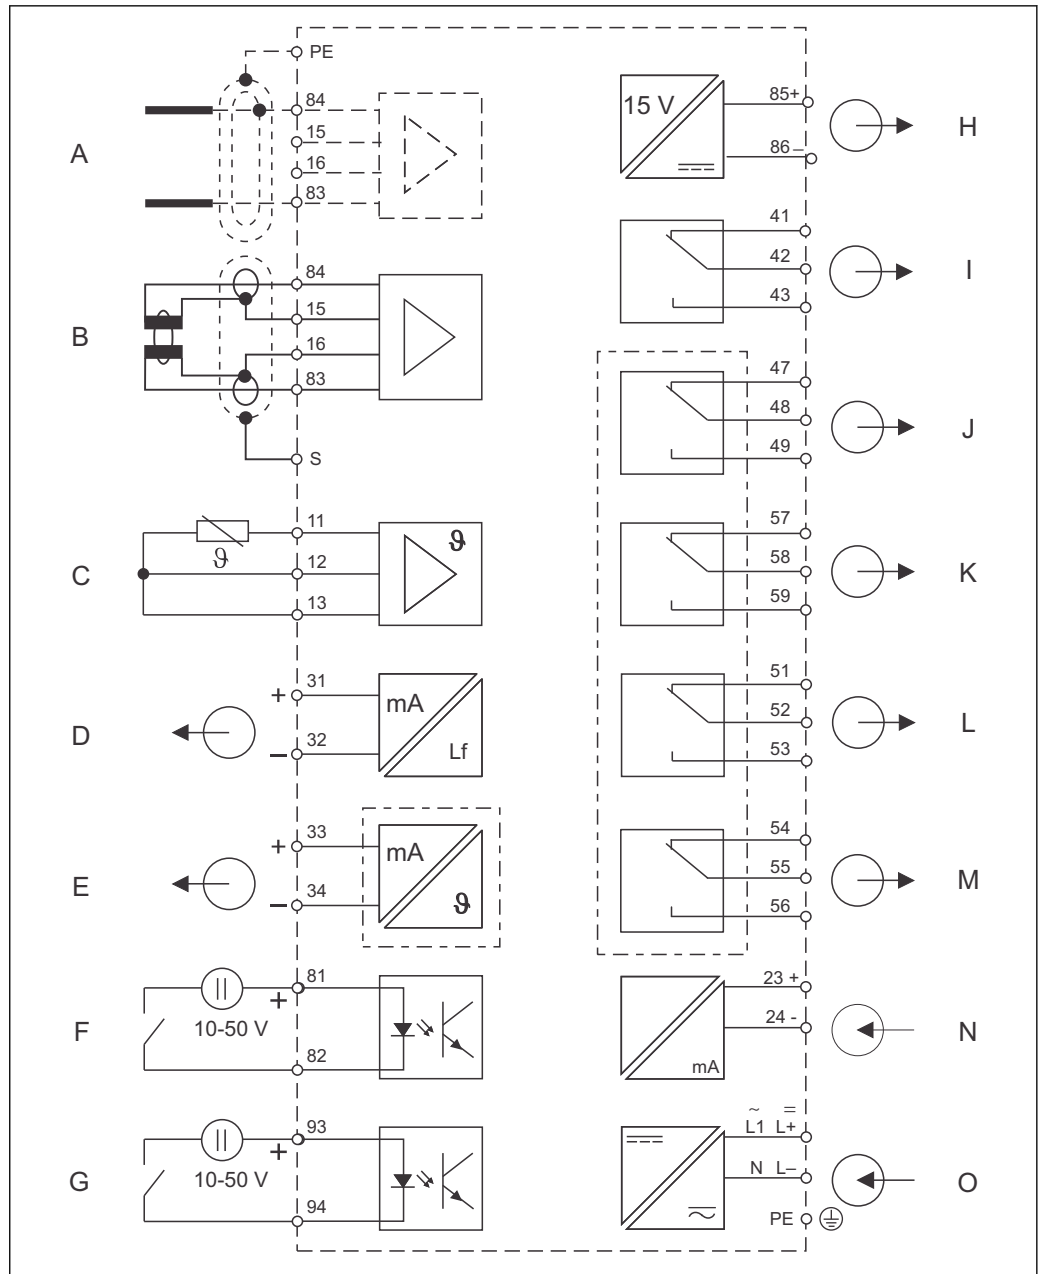 PE
A
84
15
16
83
B
84
15
16
83
S
C
ϑ
11
12
13
ϑ
D
+
31
−
32
mA
Lf
E
+
33
−
34
mA
ϑ
F
10-50 V
+
81
82
G
10-50 V
+
93
94
15 V
85+
86 –
H
41
42
43
I
47
48
49
J
57
58
59
K
51
52
53
L
54
55
56
M
mA
23 +
24 -
N
~ =
L1 L+
N L–
PE
O